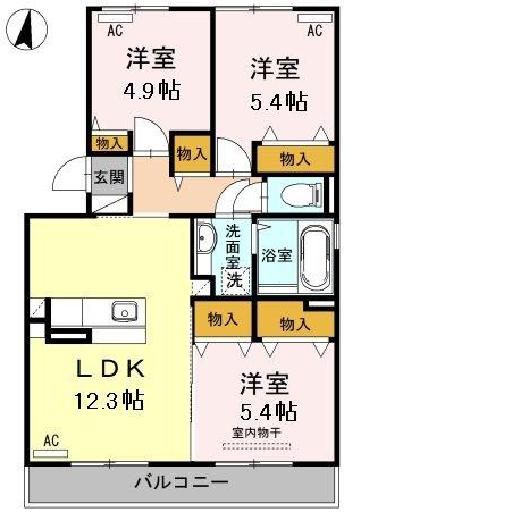 AC
AC
洋室
4.9帖
洋室
5.4帖
物入
物入
物入
玄関
洗面室
洗
浴室
物入
物入
LDK
12.3帖
洋室
5.4帖
室内物干
AC
バルコニー